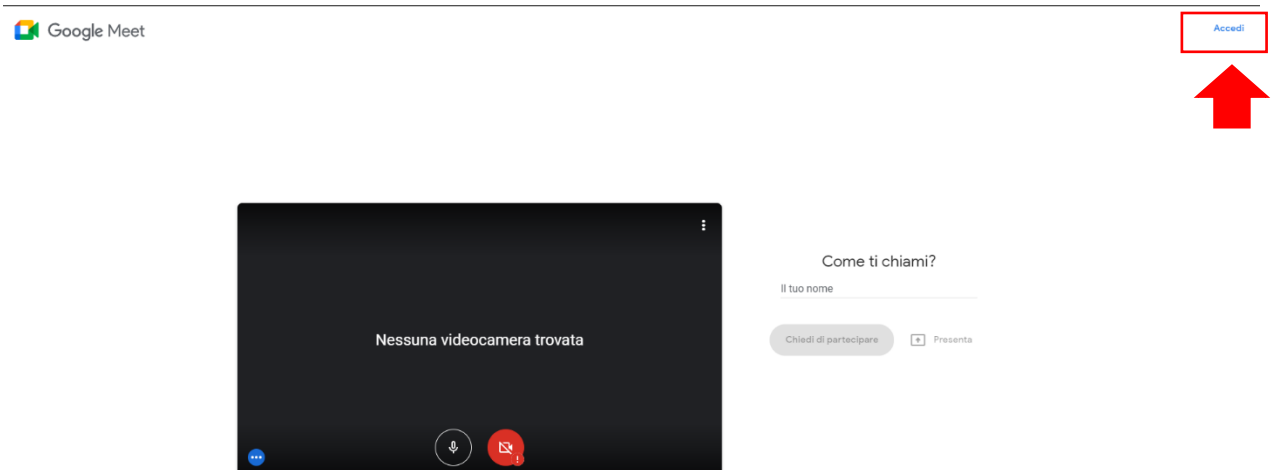 Google Meet
Accedi
Nessuna videocamera trovata
Come ti chiami?
Il tuo nome
Chiedi di partecipare
Presenta